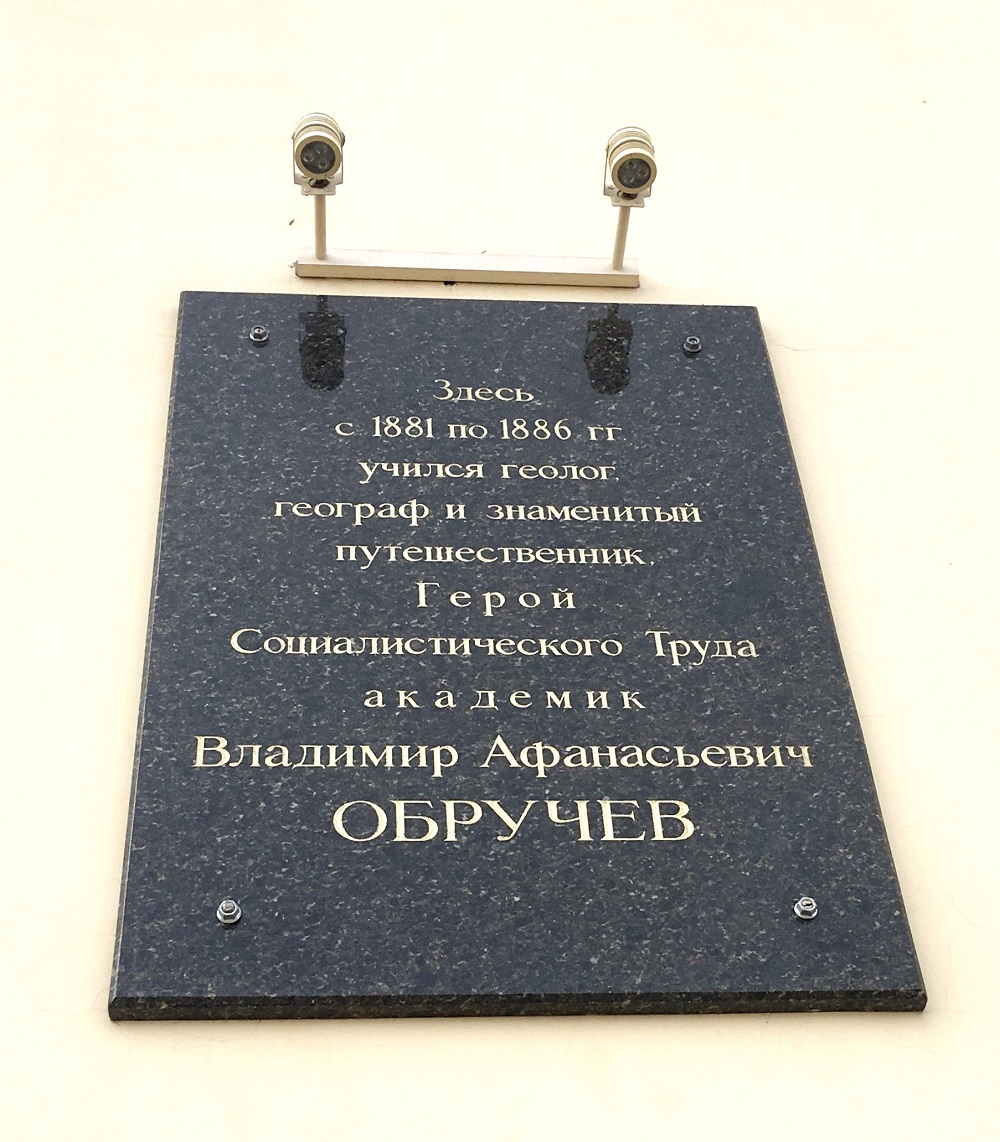 Здесь
с 1881 по 1886 гг
учился геолог,
географ и знаменитый
путешественник,
Герой
Социалистического Труда
академик
Владимир Афанасьевич
ОБРУЧЕВ